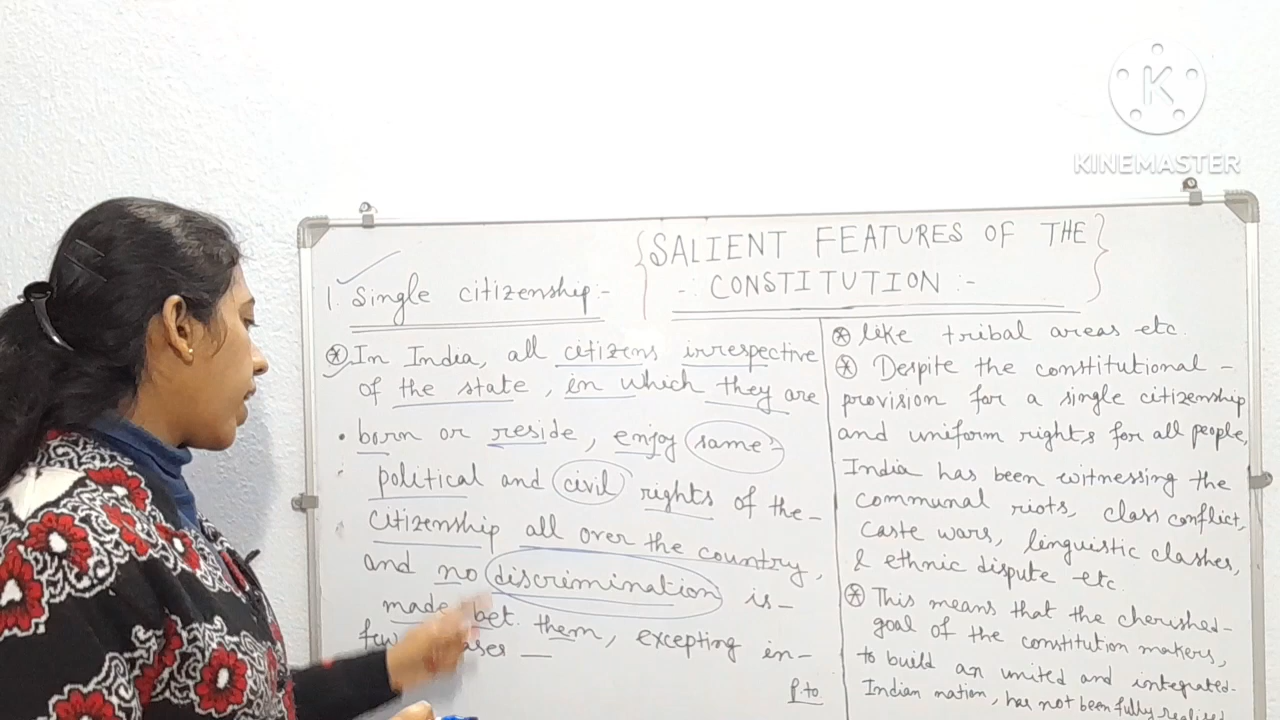 K
KINEMASTER
SALIENT FEATURES OF THE
-: CONSTITUTION :-
1. Single citizenship:-
In India, all citizens irrespective
of the state, in which they are
born or reside, enjoy same
political and civil rights of the-
citizenship all over the country,
and no discrimination is-
made bet. them, excepting in-
few
P.to
like tribal areas etc.
Despite the constitutional -
provision for a single citizenship
and uniform rights for all people,
India has been witnessing the
communal riots, class conflict,
caste wars, linguistic clashes,
& ethnic dispute etc.
This means that the cherished-
goal of the constitution makers,
to build an united and integrated-
Indian nation, has not been fully